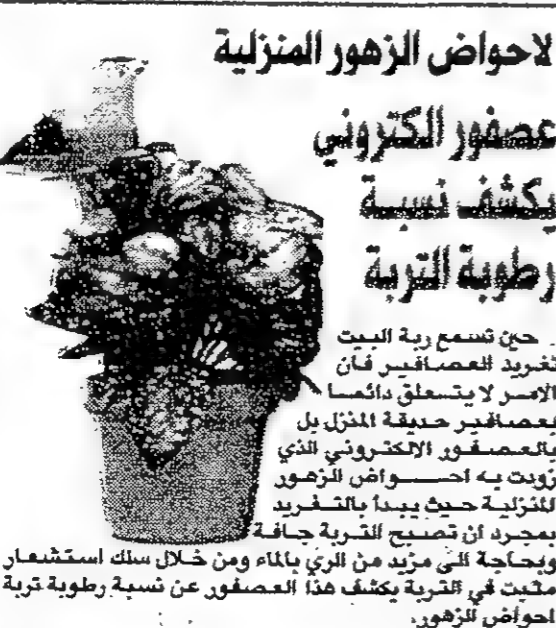 لاحواض الزهور المنزلية
عصفور الكتروني
يكشف نسبة
رطوبة التربة
حين تسمع ربة البيت
تغريد العصافير فان
الامر لا يتعلق دائما
بعصافير حديقة المنزل بل
بالعصفور الالكتروني الذي
زودت به احواض الزهور
المنزلية حيث يبدأ بالتغريد
بمجرد ان تصبح التربة جافة
وبحاجة الى مزيد من الري بالماء ومن خلال سلك استشعار
مثبت في التربة يكشف هذا العصفور عن نسبة رطوبة تربة
احواض الزهور.